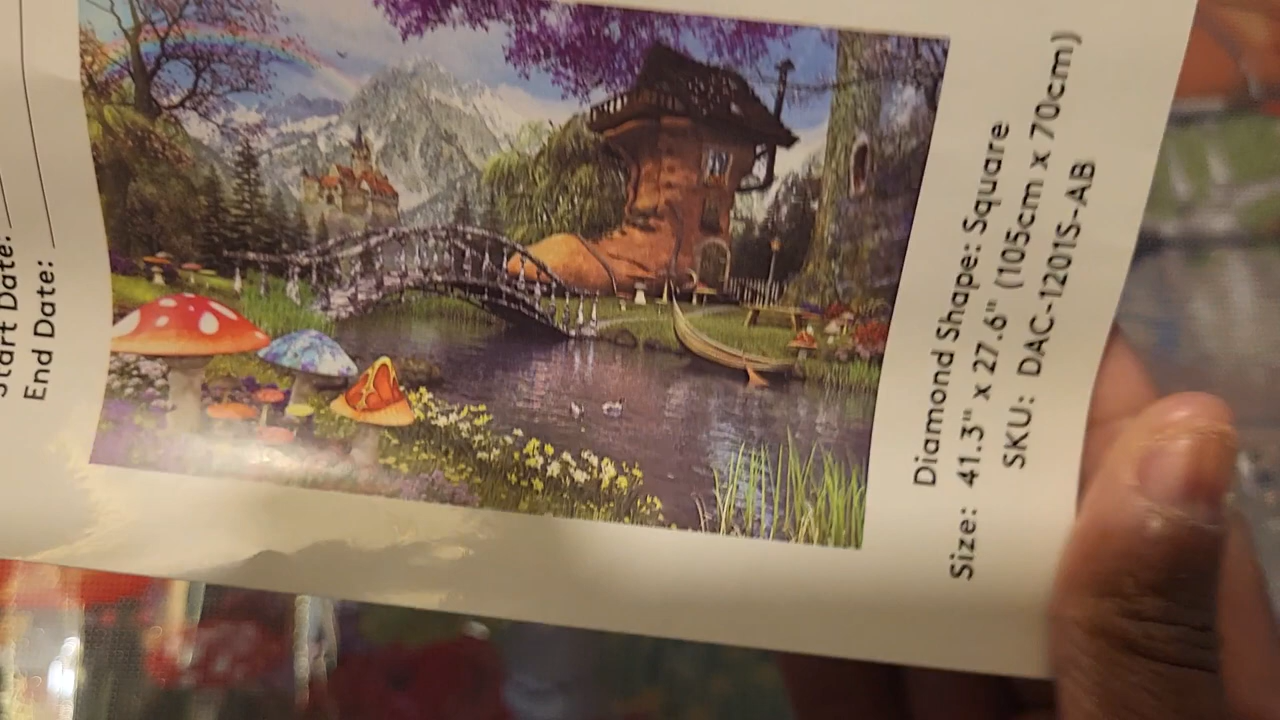 Start Date:
End Date:
Diamond Shape: Square
Size: 41.3" x 27.6" (105cm x 70cm)
SKU: DAC-1201S-AB